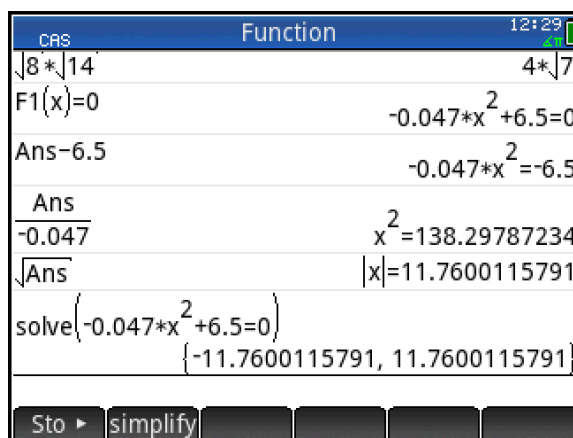 CAS Function 12:29
∡π
√8*√14 4*√7
F1(x)=0 -0.047*x²+6.5=0
Ans-6.5 -0.047*x²=-6.5
Ans/-0.047 x²=138.29787234
√Ans |x|=11.7600115791
solve(-0.047*x²+6.5=0)
{-11.7600115791, 11.7600115791}
Sto ▸ simplify